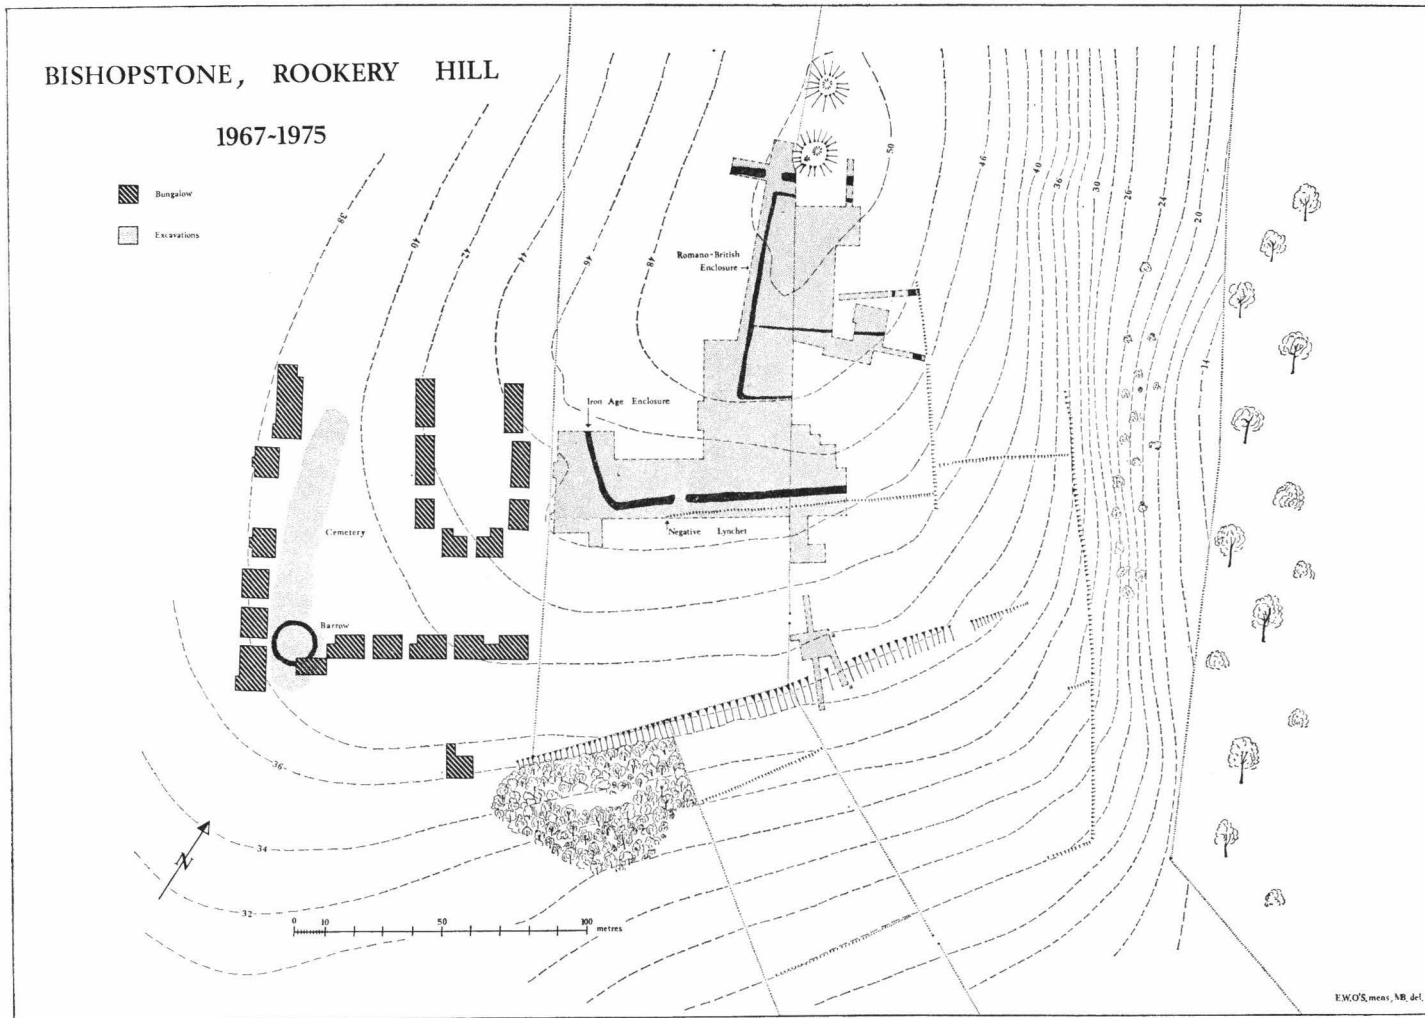 BISHOPSTONE, ROOKERY HILL
1967-1975
Bungalow
Excavations
38
40
42
44
46
48
50
46
40
36
30
26
24
20
14
Romano-British
Enclosure
Iron Age Enclosure
Negative Lynchet
Cemetery
Barrow
36
34
32
N
0 10 50 100
metres
E.W.O'S. mens, MB. del.